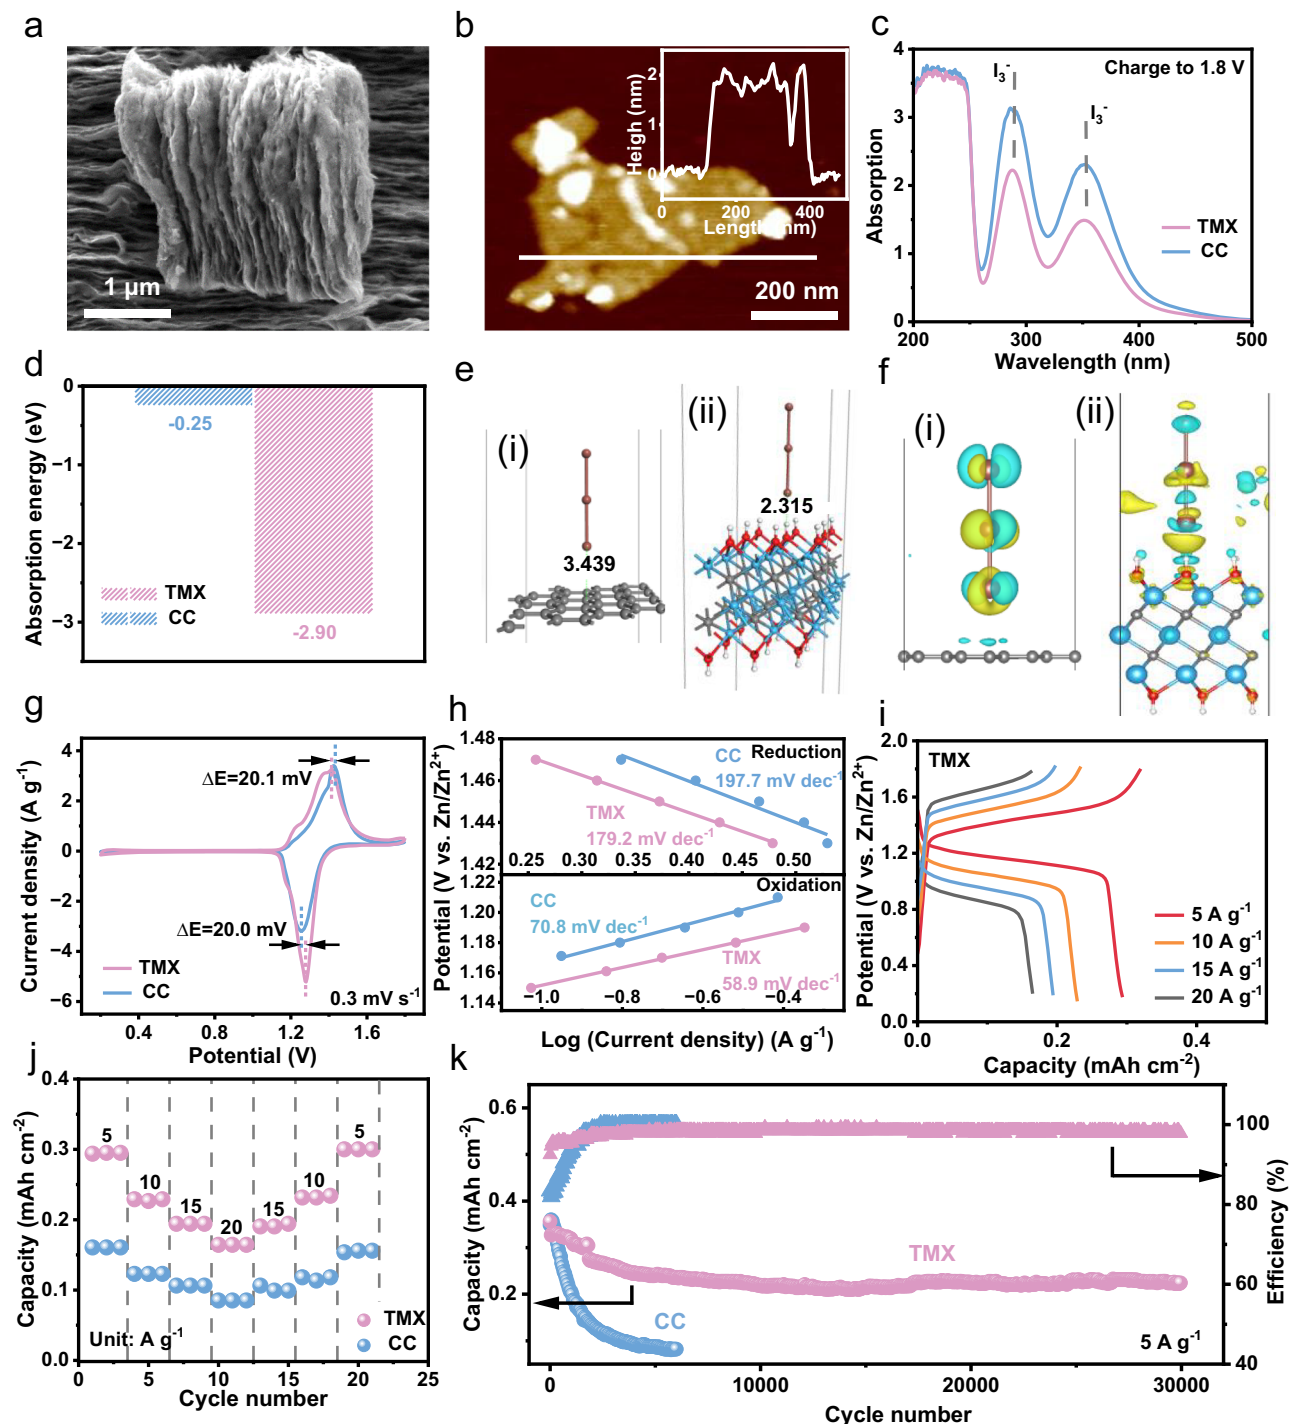 a
1 μm
b
Heigh (nm)
2
1
0
0 200 400
Length(nm)
200 nm
c
Charge to 1.8 V
I₃⁻
I₃⁻
TMX
CC
Absorption
4
3
2
1
0
200 300 400 500
Wavelength (nm)
d
Absorption energy (eV)
0
−1
−2
−3
-0.25
-2.90
TMX
CC
e
(i)
3.439
(ii)
2.315
f
(i)
(ii)
g
Current density (A g⁻¹)
4
2
0
−2
−4
−6
ΔE=20.1 mV
ΔE=20.0 mV
TMX
CC
0.3 mV s⁻¹
0.4 0.8 1.2 1.6
Potential (V)
h
Potential (V vs. Zn/Zn²⁺)
1.48
1.46
1.44
1.42
Reduction
CC
197.7 mV dec⁻¹
TMX
179.2 mV dec⁻¹
0.25 0.30 0.35 0.40 0.45 0.50
1.22
1.20
1.18
1.16
1.14
Oxidation
CC
70.8 mV dec⁻¹
TMX
58.9 mV dec⁻¹
−1.0 −0.8 −0.6 −0.4
Log (Current density) (A g⁻¹)
i
Potential (V vs. Zn/Zn²⁺)
2.0
1.6
1.2
0.8
0.4
0.0
TMX
5 A g⁻¹
10 A g⁻¹
15 A g⁻¹
20 A g⁻¹
0.0 0.2 0.4
Capacity (mAh cm⁻²)
j
Capacity (mAh cm⁻²)
0.4
0.3
0.2
0.1
0.0
5
10
15
20
15
10
5
TMX
CC
Unit: A g⁻¹
0 5 10 15 20 25
Cycle number
k
Capacity (mAh cm⁻²)
0.6
0.4
0.2
TMX
CC
5 A g⁻¹
100
80
60
40
Efficiency (%)
0 10000 20000 30000
Cycle number